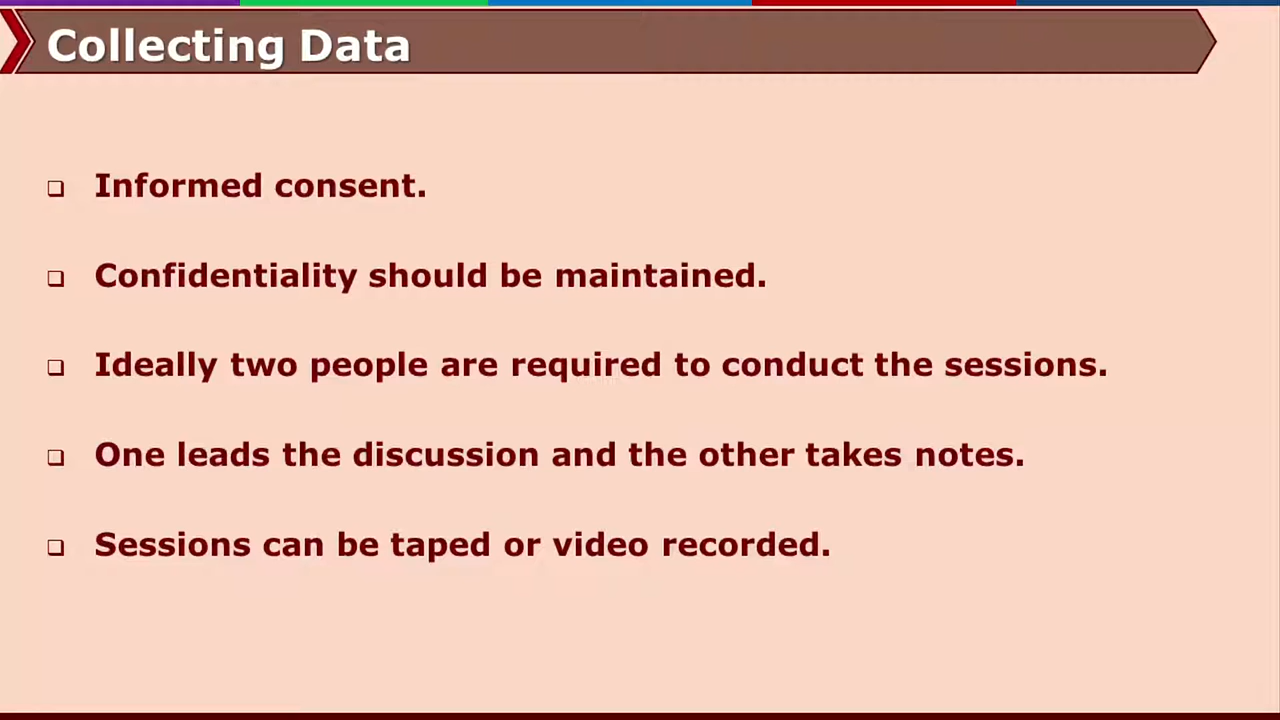 Collecting Data
Informed consent.
Confidentiality should be maintained.
Ideally two people are required to conduct the sessions.
One leads the discussion and the other takes notes.
Sessions can be taped or video recorded.